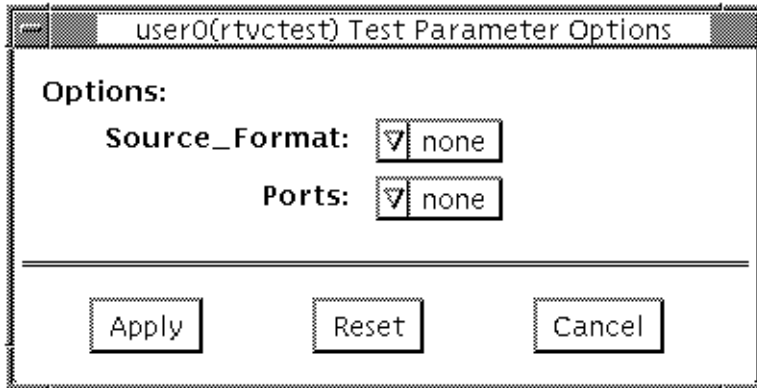 user0(rtvctest) Test Parameter Options
Options:
Source_Format: none
Ports: none
Apply Reset Cancel